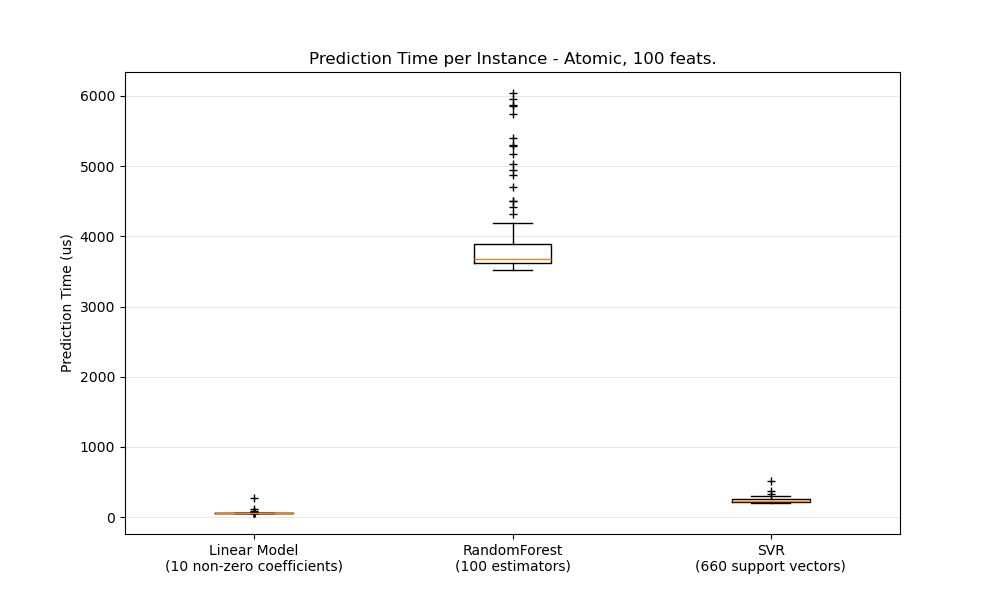 Prediction Time per Instance - Atomic, 100 feats.
Prediction Time (us)
6000
5000
4000
3000
2000
1000
0
Linear Model
(10 non-zero coefficients)
RandomForest
(100 estimators)
SVR
(660 support vectors)